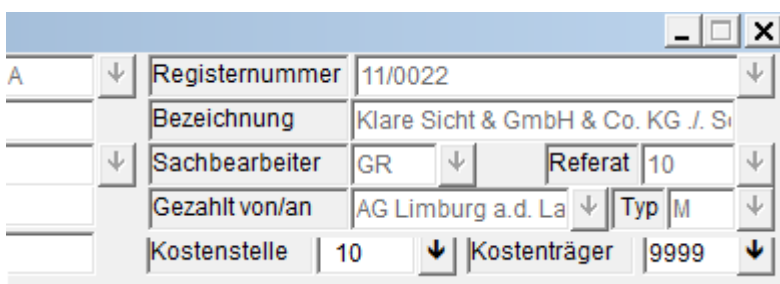 A Registernummer 11/0022
Bezeichnung Klare Sicht & GmbH & Co. KG ./.
Sachbearbeiter GR Referat 10
Gezahlt von/an AG Limburg a.d. La Typ M
Kostenstelle 10 Kostenträger 9999